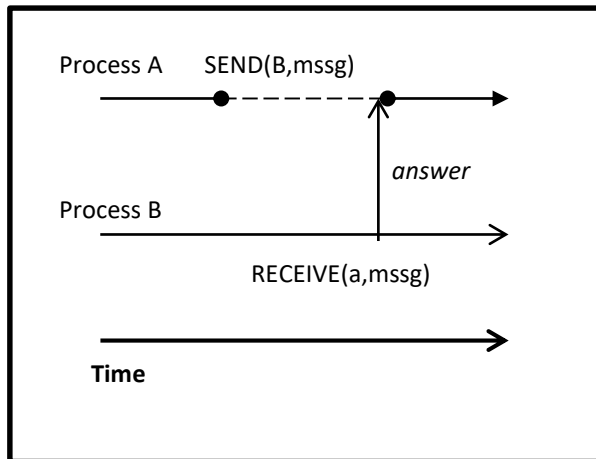 Process A SEND(B,mssg)
answer
Process B
RECEIVE(a,mssg)
Time